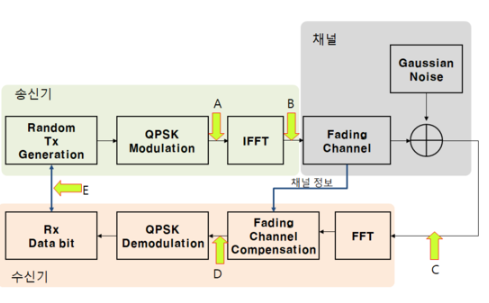 채널
Gaussian
Noise
송신기
A
B
Random
Tx
Generation
QPSK
Modulation
IFFT
Fading
Channel
채널 정보
E
Rx
Data bit
QPSK
Demodulation
Fading
Channel
Compensation
FFT
D
C
수신기